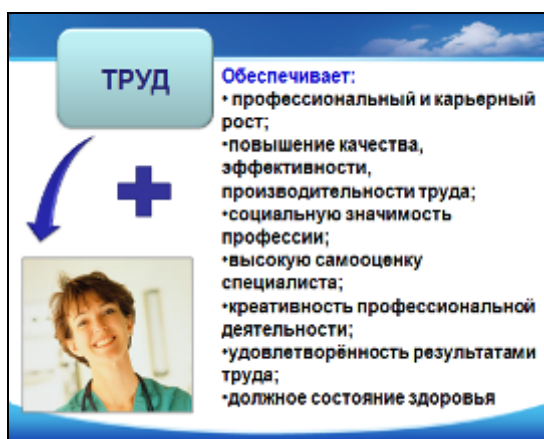 ТРУД
Обеспечивает:
• профессиональный и карьерный
рост;
•повышение качества,
эффективности,
производительности труда;
•социальную значимость
профессии;
•высокую самооценку
специалиста;
•креативность профессиональной
деятельности;
•удовлетворённость результатами
труда;
•должное состояние здоровья